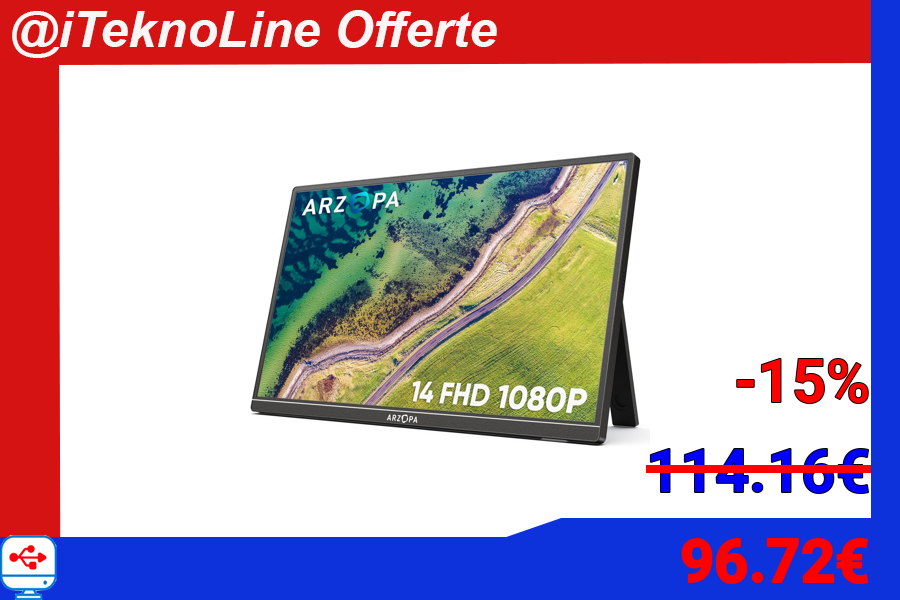 @iTeknoLine Offerte
ARZOPA
14 FHD 1080P
ARZOPA
-15%
114.16€
96.72€